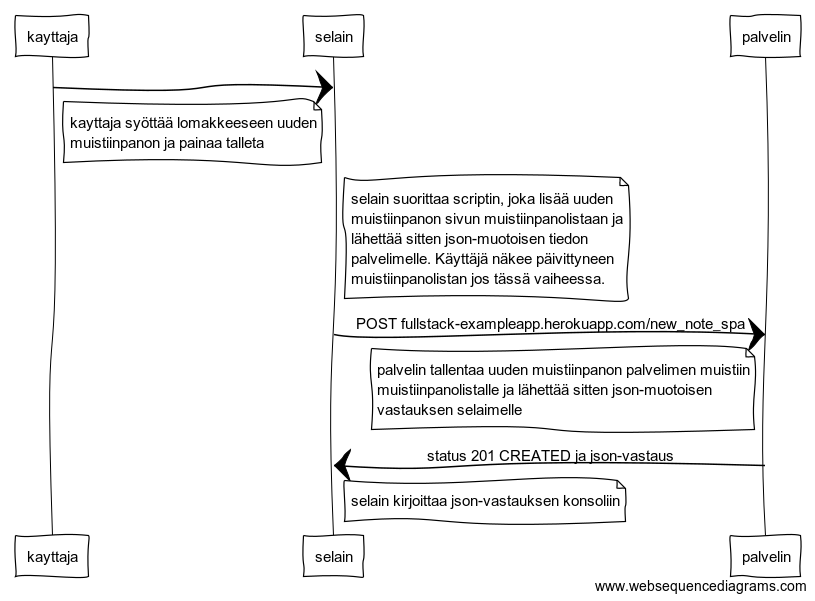 kayttaja
selain
palvelin
kayttaja syöttää lomakkeeseen uuden
muistiinpanon ja painaa talleta
selain suorittaa scriptin, joka lisää uuden
muistiinpanon sivun muistiinpanolistaan ja
lähettää sitten json-muotoisen tiedon
palvelimelle. Käyttäjä näkee päivittyneen
muistiinpanolistan jos tässä vaiheessa.
POST fullstack-exampleapp.herokuapp.com/new_note_spa
palvelin tallentaa uuden muistiinpanon palvelimen muistiin
muistiinpanolistalle ja lähettää sitten json-muotoisen
vastauksen selaimelle
status 201 CREATED ja json-vastaus
selain kirjoittaa json-vastauksen konsoliin
kayttaja
selain
palvelin
www.websequencediagrams.com